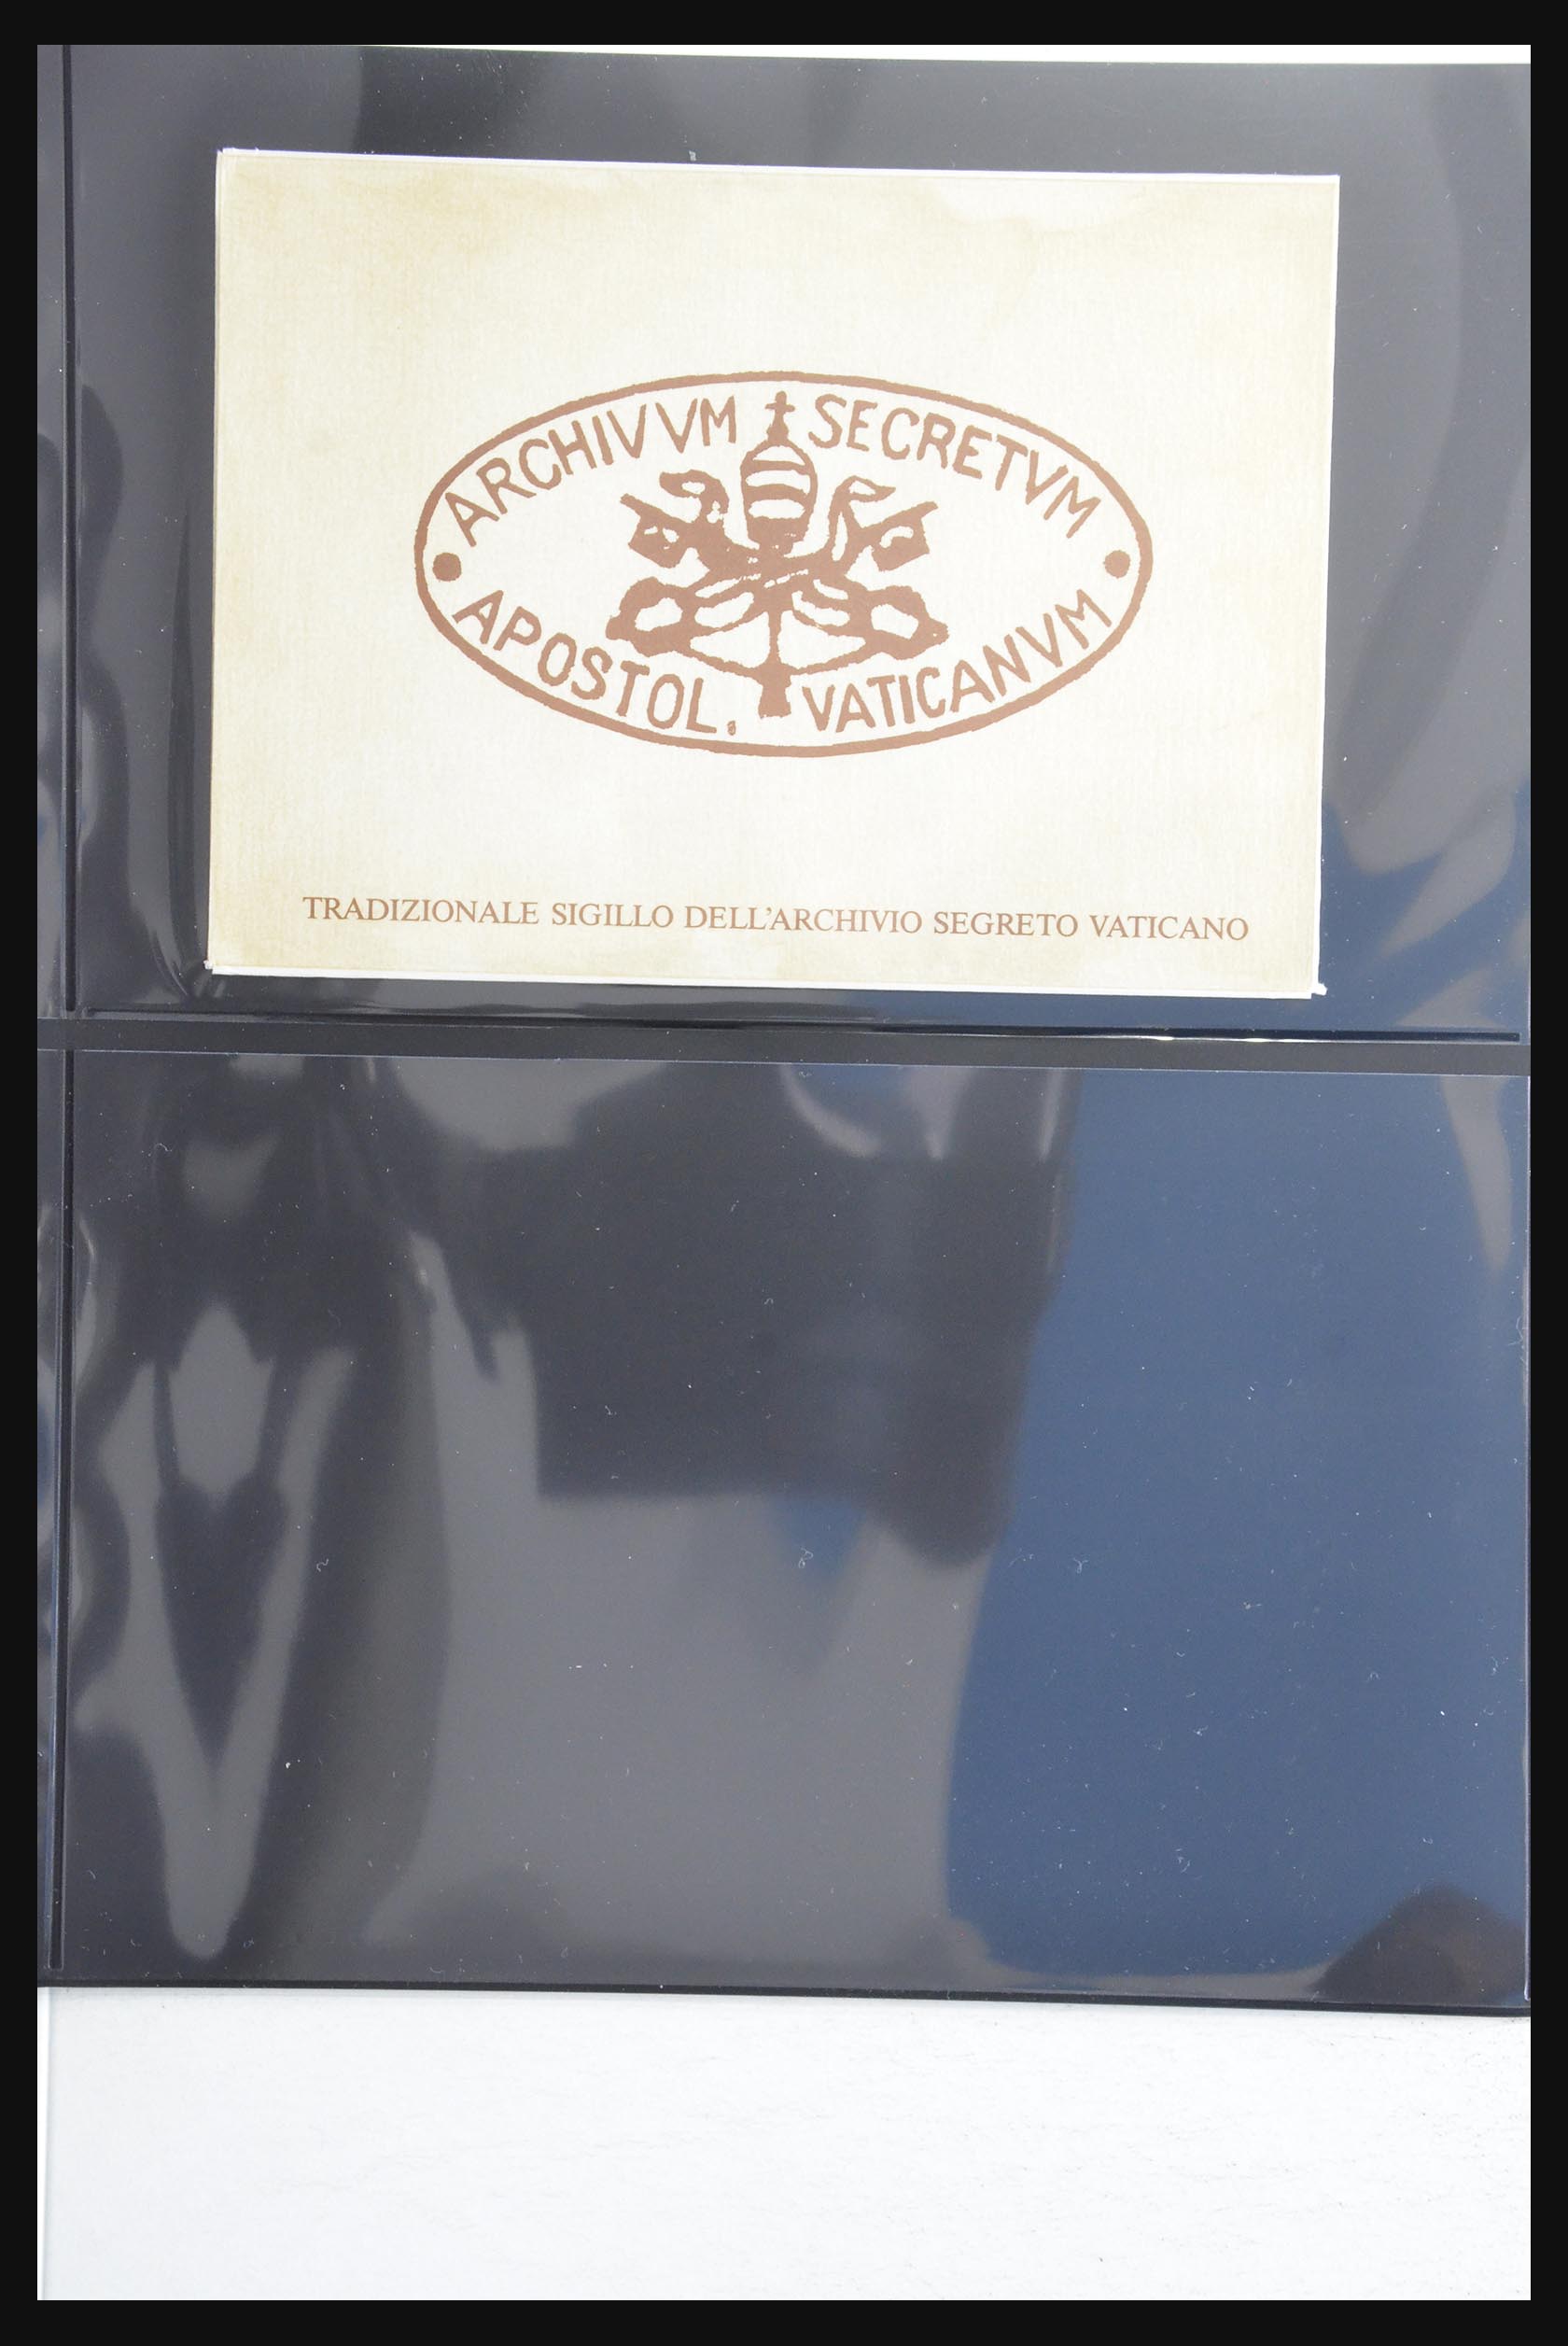 ARCHIVVM SECRETVM
APOSTOL. VATICANVM
TRADIZIONALE SIGILLO DELL'ARCHIVIO SEGRETO VATICANO